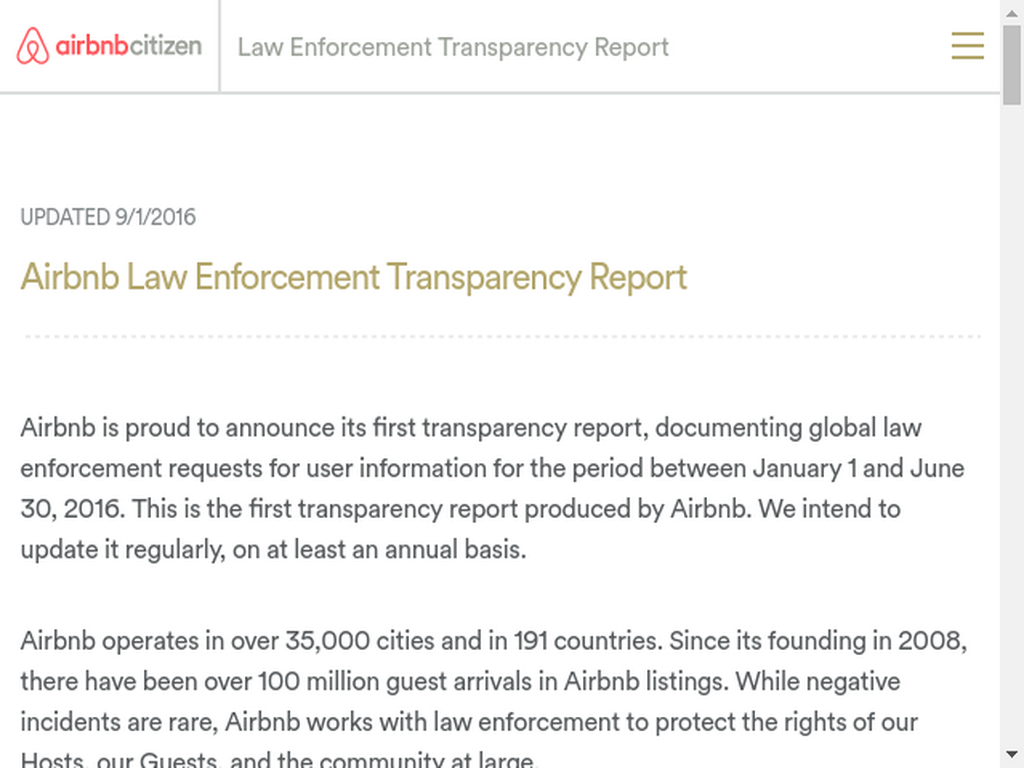 airbnbcitizen
Law Enforcement Transparency Report
UPDATED 9/1/2016
Airbnb Law Enforcement Transparency Report
Airbnb is proud to announce its first transparency report, documenting global law
enforcement requests for user information for the period between January 1 and June
30, 2016. This is the first transparency report produced by Airbnb. We intend to
update it regularly, on at least an annual basis.
Airbnb operates in over 35,000 cities and in 191 countries. Since its founding in 2008,
there have been over 100 million guest arrivals in Airbnb listings. While negative
incidents are rare, Airbnb works with law enforcement to protect the rights of our
Hosts, our Guests, and the community at large.